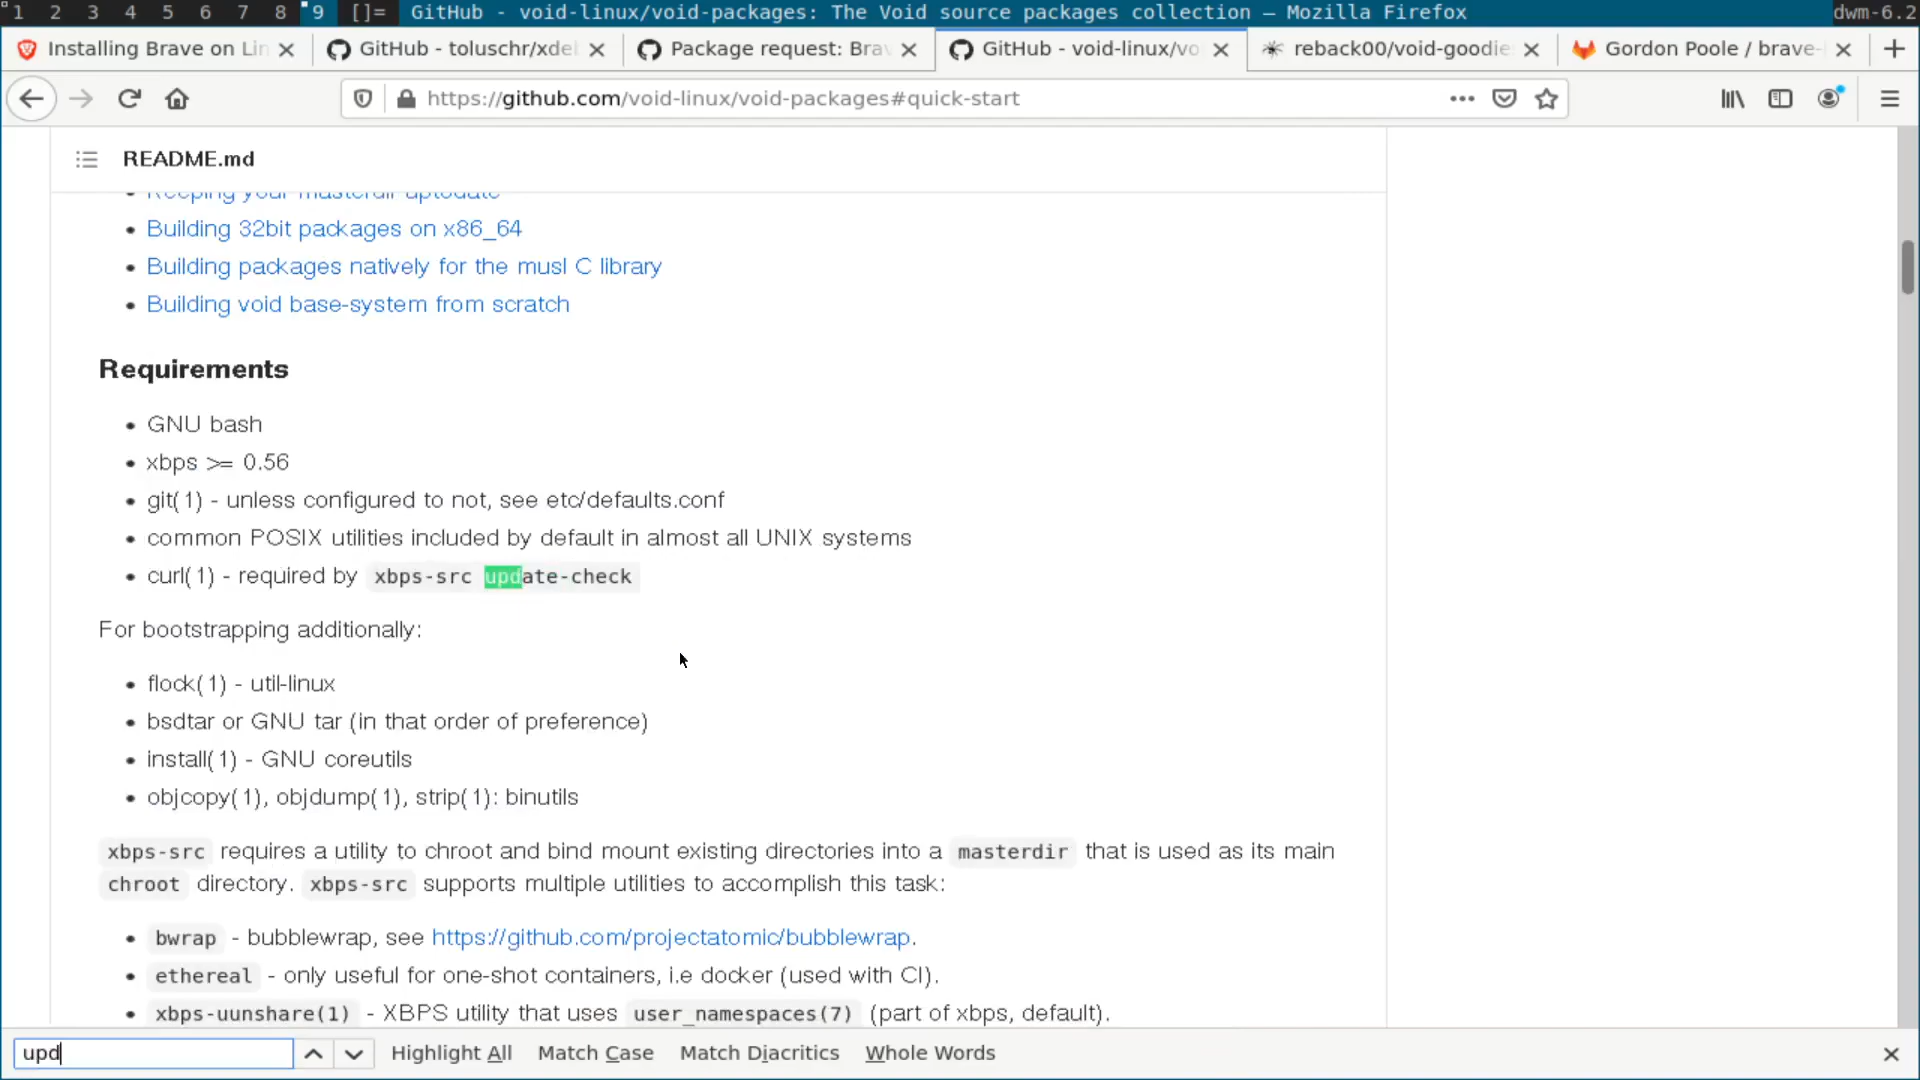 1 2 3 4 5 6 7 8 9 []= GitHub - void-linux/void-packages: The Void source packages collection — Mozilla Firefox dwm-6.2
Installing Brave on Lin GitHub - toluschr/xdel Package request: Brav GitHub - void-linux/vo reback00/void-goodie Gordon Poole / brave-
https://github.com/void-linux/void-packages#quick-start
README.md
Keeping your masterdir uptodate
Building 32bit packages on x86_64
Building packages natively for the musl C library
Building void base-system from scratch
Requirements
GNU bash
xbps >= 0.56
git(1) - unless configured to not, see etc/defaults.conf
common POSIX utilities included by default in almost all UNIX systems
curl(1) - required by xbps-src update-check
For bootstrapping additionally:
flock(1) - util-linux
bsdtar or GNU tar (in that order of preference)
install(1) - GNU coreutils
objcopy(1), objdump(1), strip(1): binutils
xbps-src requires a utility to chroot and bind mount existing directories into a masterdir that is used as its main
chroot directory. xbps-src supports multiple utilities to accomplish this task:
bwrap - bubblewrap, see https://github.com/projectatomic/bubblewrap.
ethereal - only useful for one-shot containers, i.e docker (used with CI).
xbps-uunshare(1) - XBPS utility that uses user_namespaces(7) (part of xbps, default).
upd Highlight All Match Case Match Diacritics Whole Words